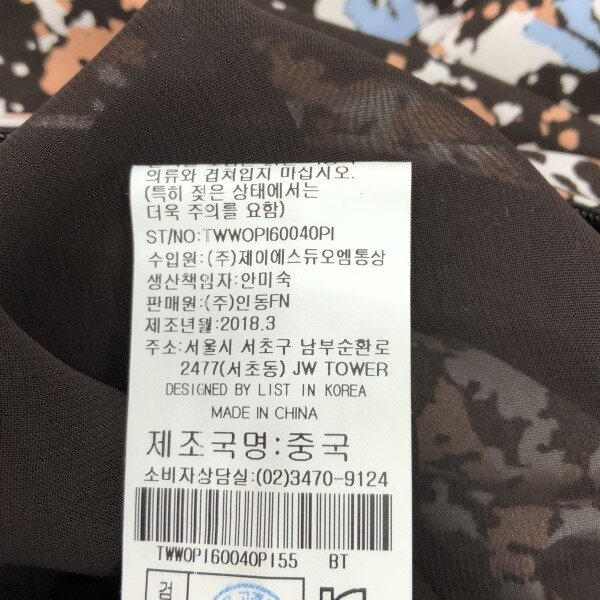 의류와 겹쳐입지 마십시오.
(특히 젖은 상태에서는
더욱 주의를 요함)
ST/NO:TWWOPI60040PI
수입원:(주)제이에스듀오엠통상
생산책임자:안미숙
판매원:(주)인동FN
제조년월:2018.3
주소:서울시 서초구 남부순환로
2477(서초동) JW TOWER
DESIGNED BY LIST IN KOREA
MADE IN CHINA
제조국명:중국
소비자상담실:(02)3470-9124
TWWOPI60040PI55 BT
검